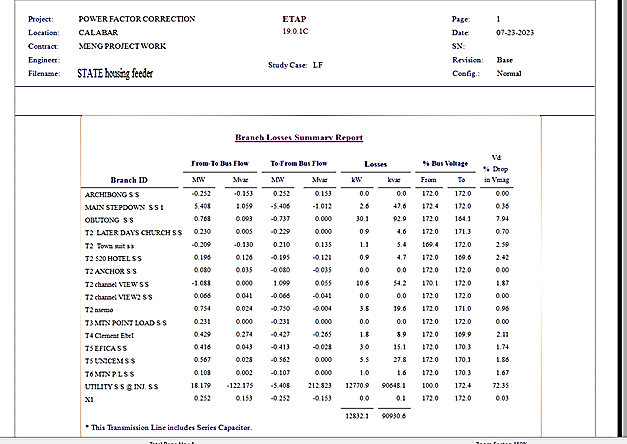 Project: POWER FACTOR CORRECTION ETAP Page: 1
Location: CALABAR 19.0.1C Date: 07-23-2023
Contract: MENG PROJECT WORK SN:
Engineer: Study Case: LF Revision: Base
Filename: STATE housing feeder Config.: Normal
Branch Losses Summary Report
From-To Bus Flow To-From Bus Flow Losses % Bus Voltage Vd % Drop in Vmag
Branch ID MW Mvar MW Mvar kW kvar From To
ARCHIBONG S S -0.252 -0.153 0.252 0.153 0.0 0.0 172.0 172.0 0.00
MAIN STEPDOWN S/S 1 5.408 1.059 -5.406 -1.012 2.6 47.6 172.4 172.0 0.36
OBUTONG S/S 0.768 0.093 -0.737 0.000 30.1 92.9 172.0 164.1 7.94
T2 LATER DAYS CHURCH S S 0.230 0.005 -0.229 0.000 0.9 4.6 172.0 171.3 0.70
T2 Town suit s s -0.209 -0.130 0.210 0.135 1.1 5.4 169.4 172.0 2.59
T2 520 HOTEL S/S 0.196 0.126 -0.195 -0.121 0.9 4.7 172.0 169.6 2.42
T2 ANCHOR S/S 0.080 0.035 -0.080 -0.035 0.0 0.0 172.0 172.0 0.00
T2 channel VIEW S/S -1.088 0.000 1.099 0.055 10.6 54.2 170.1 172.0 1.87
T2 channel VIEW2 S/S 0.066 0.041 -0.066 -0.041 0.0 0.0 172.0 172.0 0.00
T2 nsemo 0.754 0.024 -0.750 -0.004 3.8 19.6 172.0 171.0 0.96
T3 MTN POINT LOAD S/S 0.231 0.000 -0.231 0.000 0.0 0.0 172.0 172.0 0.00
T4 Clement Ebri 0.429 0.274 -0.427 -0.265 1.8 8.9 172.0 169.9 2.11
T5 EFICA S/S 0.416 0.043 -0.413 -0.028 3.0 15.1 172.0 170.3 1.74
T5 UNICEM S/S 0.567 0.028 -0.562 0.000 5.5 27.8 172.0 170.1 1.86
T6 MTN P/L S/S 0.108 0.002 -0.107 0.000 1.0 1.6 172.0 170.3 1.67
UTILITY S/S @ INJ. S/S 18.179 -122.175 -5.408 212.823 12770.9 90648.1 100.0 172.4 72.35
X1 0.252 0.153 -0.252 -0.153 0.0 0.1 172.0 172.0 0.03
12832.1 90930.6
* This Transmission Line includes Series Capacitor.